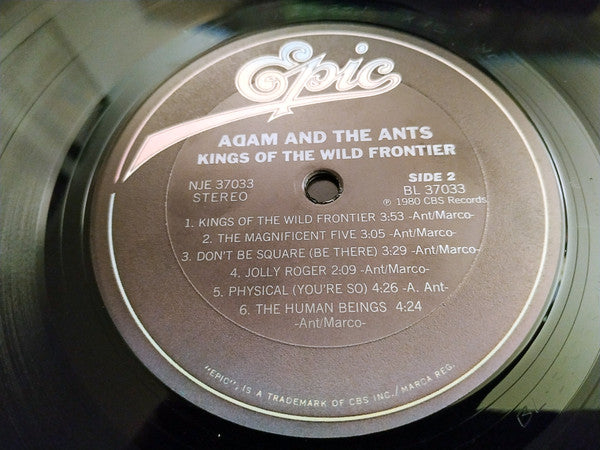 Epic
ADAM AND THE ANTS
KINGS OF THE WILD FRONTIER
NJE 37033
STEREO
SIDE 2
BL 37033
℗ 1980 CBS Records
1. KINGS OF THE WILD FRONTIER 3:53 -Ant/Marco-
2. THE MAGNIFICENT FIVE 3:05 -Ant/Marco-
3. DON'T BE SQUARE (BE THERE) 3:29 -Ant/Marco-
4. JOLLY ROGER 2:09 -Ant/Marco-
5. PHYSICAL (YOU'RE SO) 4:26 -A. Ant-
6. THE HUMAN BEINGS 4:24
-Ant/Marco-
"EPIC", IS A TRADEMARK OF CBS INC./MARCA REG.